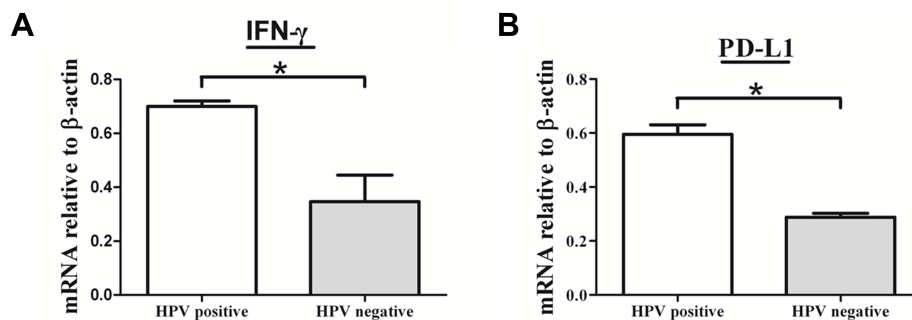 A
IFN-γ
*
mRNA relative to β-actin
0.8
0.6
0.4
0.2
0.0
HPV positive HPV negative
B
PD-L1
*
mRNA relative to β-actin
0.8
0.6
0.4
0.2
0.0
HPV positive HPV negative